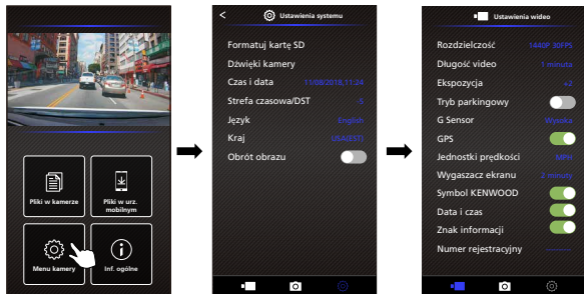 Pliki w kamerze
Pliki w urz.
mobilnym
Menu kamery
Inf. ogólne
Ustawienia systemu
Formatuj kartę SD
Dźwięki kamery
Czas i data 11/08/2018,11:24
Strefa czasowa/DST -5
Język English
Kraj USA(EST)
Obrót obrazu
Ustawienia wideo
Rozdzielczość 1440P 30FPS
Długość video 1 minuta
Ekspozycja +2
Tryb parkingowy
G Sensor Wysoka
GPS
Jednostki prędkości MPH
Wygaszacz ekranu 2 minuty
Symbol KENWOOD
Data i czas
Znak informacji
Numer rejestracyjny